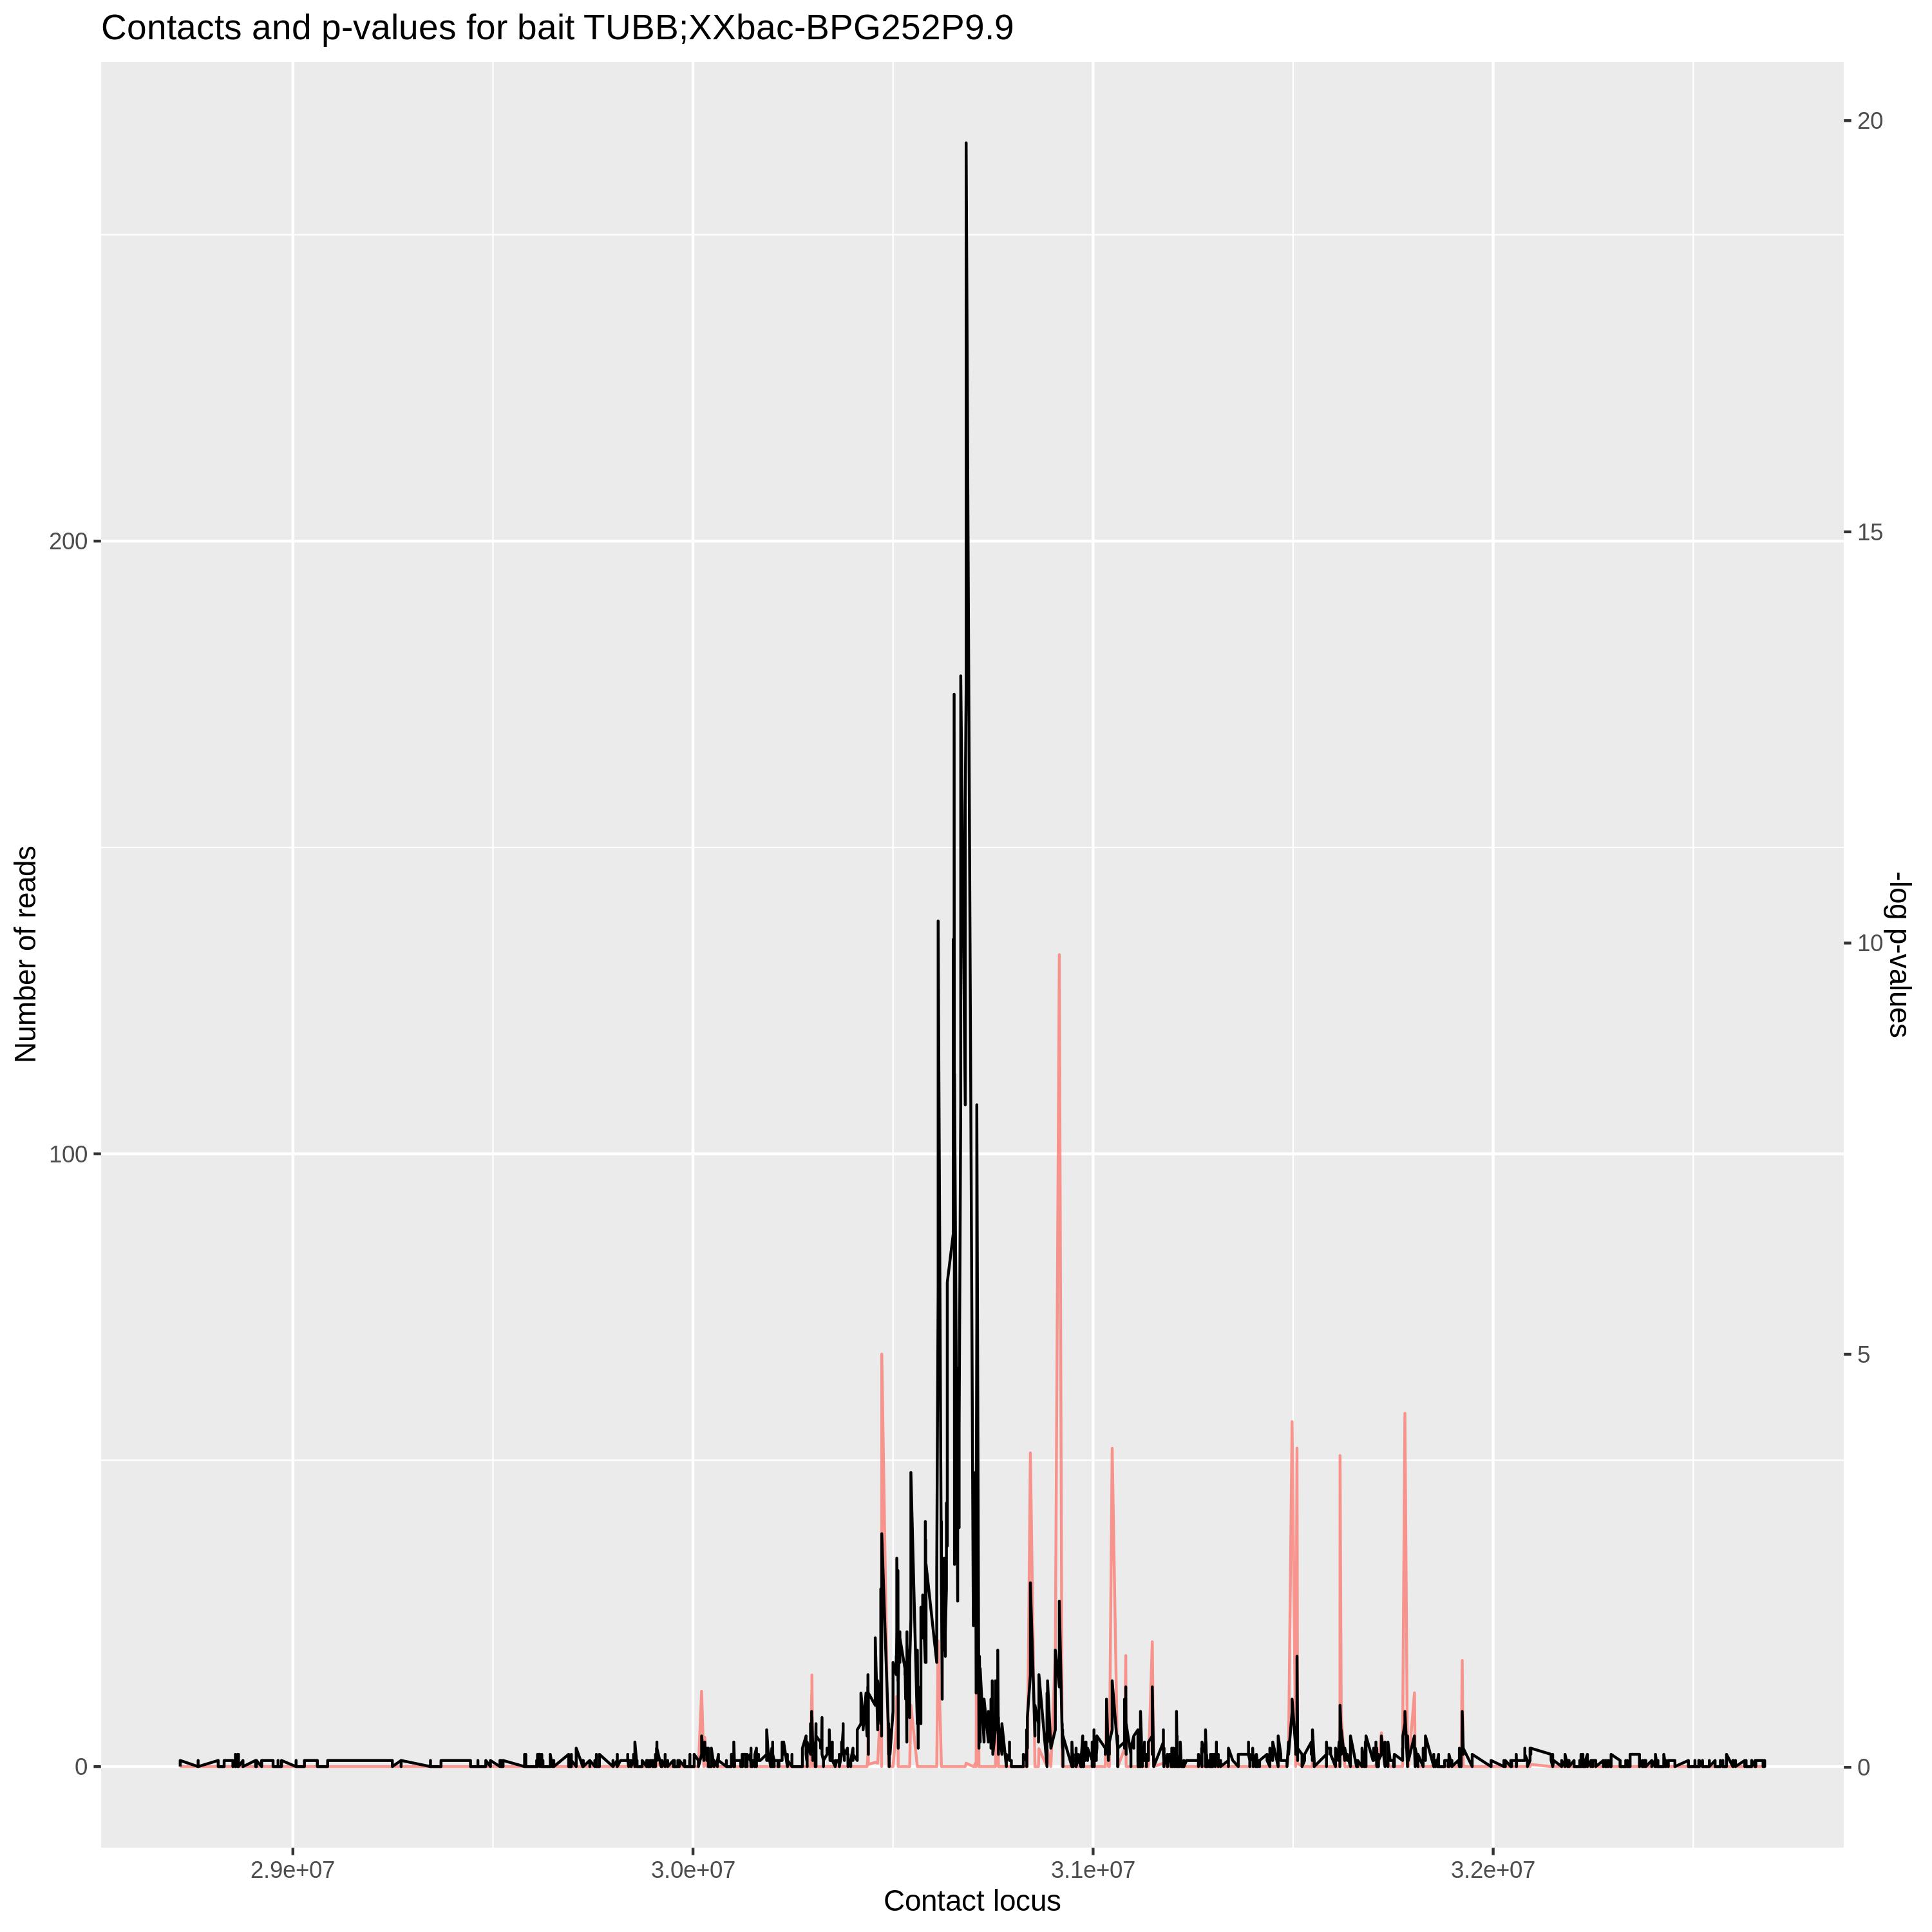 Contacts and p-values for bait TUBB;XXbac-BPG252P9.9
Number of reads
200
100
0
20
15
10
5
0
-log p-values
2.9e+07
3.0e+07
3.1e+07
3.2e+07
Contact locus